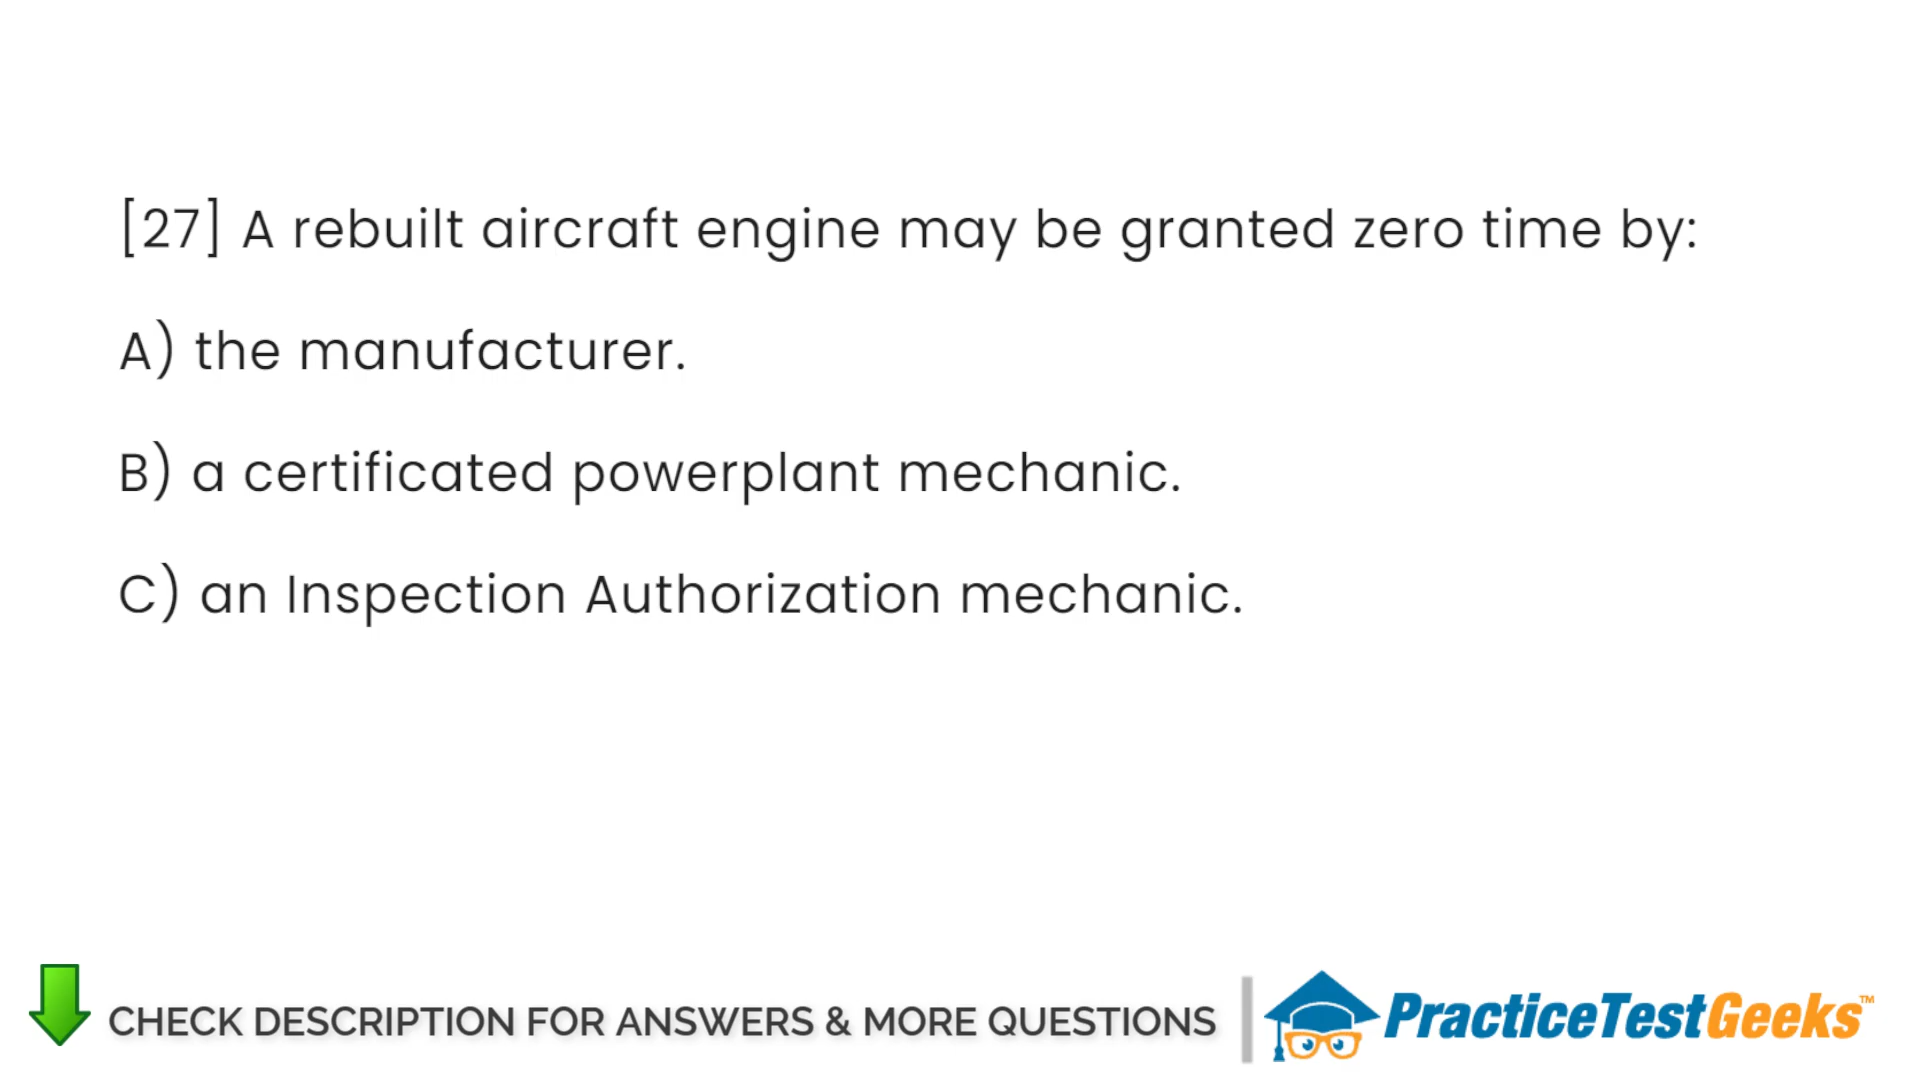 [27] A rebuilt aircraft engine may be granted zero time by:
A) the manufacturer.
B) a certificated powerplant mechanic.
C) an Inspection Authorization mechanic.
CHECK DESCRIPTION FOR ANSWERS & MORE QUESTIONS
PracticeTestGeeks™